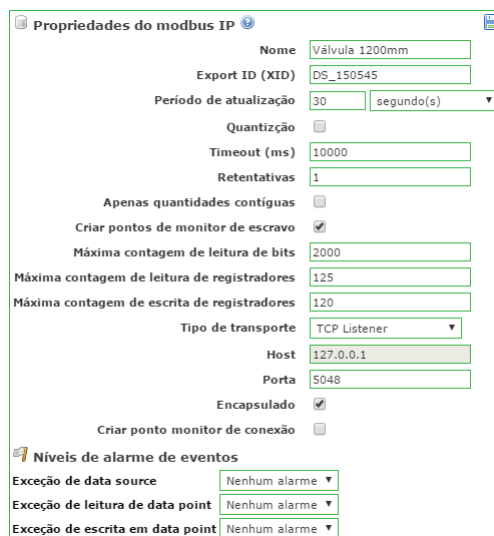 Propriedades do modbus IP
Nome Válvula 1200mm
Export ID (XID) DS_150545
Período de atualização 30 segundo(s)
Quantizção
Timeout (ms) 10000
Retentativas 1
Apenas quantidades contíguas
Criar pontos de monitor de escravo
Máxima contagem de leitura de bits 2000
Máxima contagem de leitura de registradores 125
Máxima contagem de escrita de registradores 120
Tipo de transporte TCP Listener
Host 127.0.0.1
Porta 5048
Encapsulado
Criar ponto monitor de conexão
Níveis de alarme de eventos
Exceção de data source Nenhum alarme
Exceção de leitura de data point Nenhum alarme
Exceção de escrita em data point Nenhum alarme